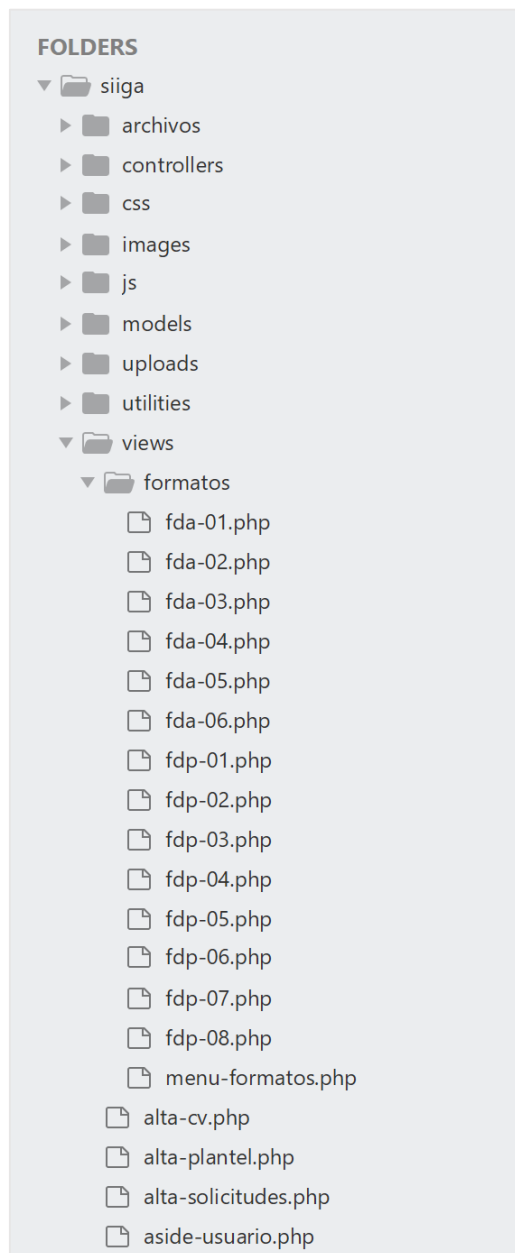 FOLDERS
siiga
archivos
controllers
css
images
js
models
uploads
utilities
views
formatos
fda-01.php
fda-02.php
fda-03.php
fda-04.php
fda-05.php
fda-06.php
fdp-01.php
fdp-02.php
fdp-03.php
fdp-04.php
fdp-05.php
fdp-06.php
fdp-07.php
fdp-08.php
menu-formatos.php
alta-cv.php
alta-plantel.php
alta-solicitudes.php
aside-usuario.php